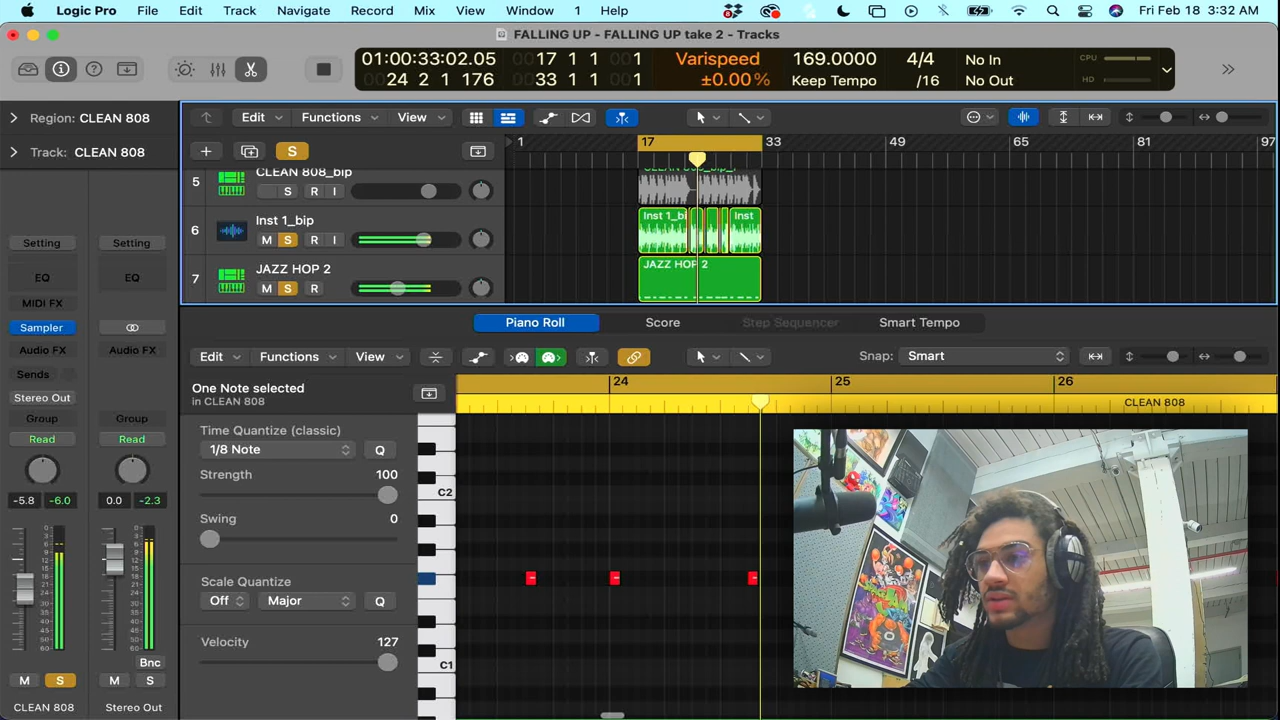 Logic Pro File Edit Track Navigate Record Mix View Window 1 Help Fri Feb 18 3:32 AM
FALLING UP - FALLING UP take 2 - Tracks
01:00:33:02.05 17 1 1 1 Varispeed 169.0000 4/4 No In CPU
24 2 1 176 33 1 1 1 ±0.00% Keep Tempo /16 No Out HD
Region: CLEAN 808 Edit Functions View
Track: CLEAN 808 S 1 17 33 49 65 81 97
5 CLEAN 808_bip S R I
6 Inst 1_bip M S R I Inst 1_bi Inst
7 JAZZ HOP 2 M S R JAZZ HOP 2
Setting Setting
EQ EQ
MIDI FX
Sampler
Audio FX Audio FX
Sends
Stereo Out
Group Group
Read Read
-5.8 -6.0 0.0 -2.3
Bnc
M S M S
CLEAN 808 Stereo Out
Piano Roll Score Step Sequencer Smart Tempo
Edit Functions View Snap: Smart
One Note selected
in CLEAN 808
24 25 26
CLEAN 808
Time Quantize (classic)
1/8 Note Q
Strength 100
Swing 0
Scale Quantize
Off Major Q
Velocity 127
C2
C1